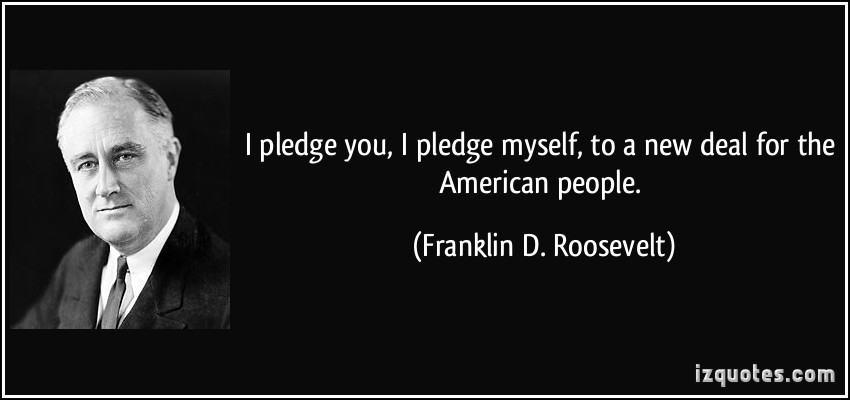 I pledge you, I pledge myself, to a new deal for the
American people.
(Franklin D. Roosevelt)
izquotes.com